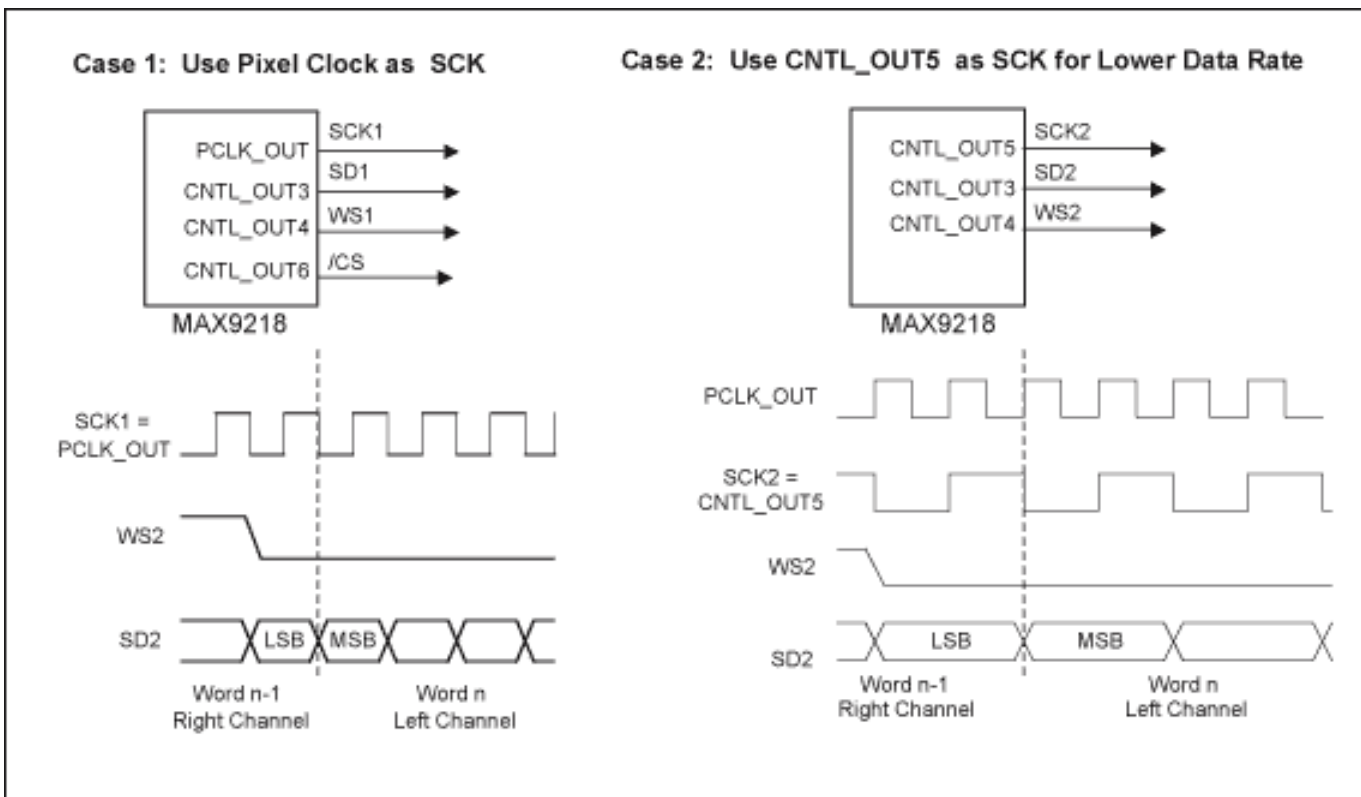 Case 1: Use Pixel Clock as SCK
PCLK_OUT
SCK1
CNTL_OUT3
SD1
CNTL_OUT4
WS1
CNTL_OUT6
/CS
MAX9218
SCK1 =
PCLK_OUT
WS2
SD2
LSB
MSB
Word n-1
Right Channel
Word n
Left Channel
Case 2: Use CNTL_OUT5 as SCK for Lower Data Rate
CNTL_OUT5
SCK2
CNTL_OUT3
SD2
CNTL_OUT4
WS2
MAX9218
PCLK_OUT
SCK2 =
CNTL_OUT5
WS2
SD2
LSB
MSB
Word n-1
Right Channel
Word n
Left Channel